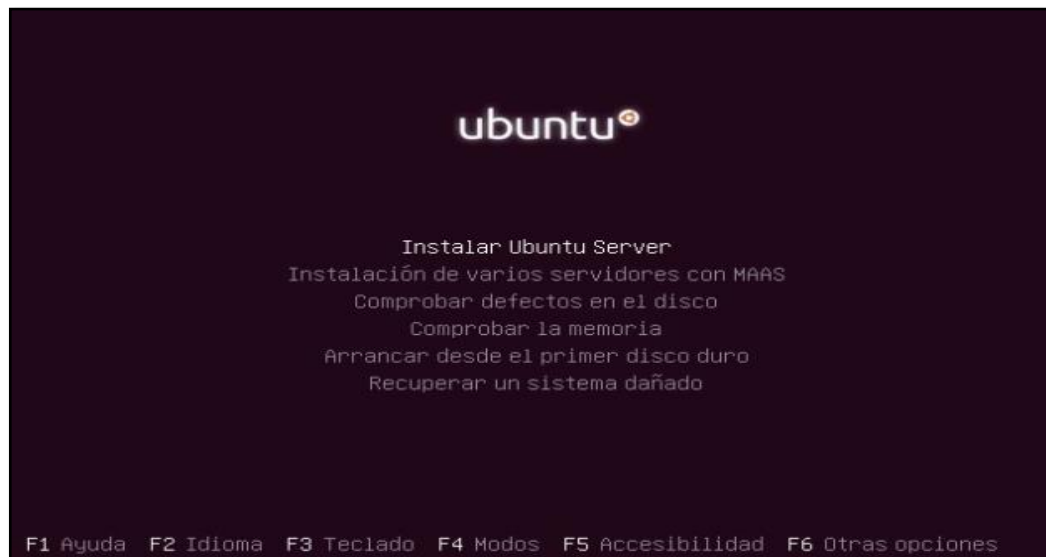 ubuntu
Instalar Ubuntu Server
Instalación de varios servidores con MAAS
Comprobar defectos en el disco
Comprobar la memoria
Arrancar desde el primer disco duro
Recuperar un sistema dañado
F1 Ayuda F2 Idioma F3 Teclado F4 Modos F5 Accesibilidad F6 Otras opciones